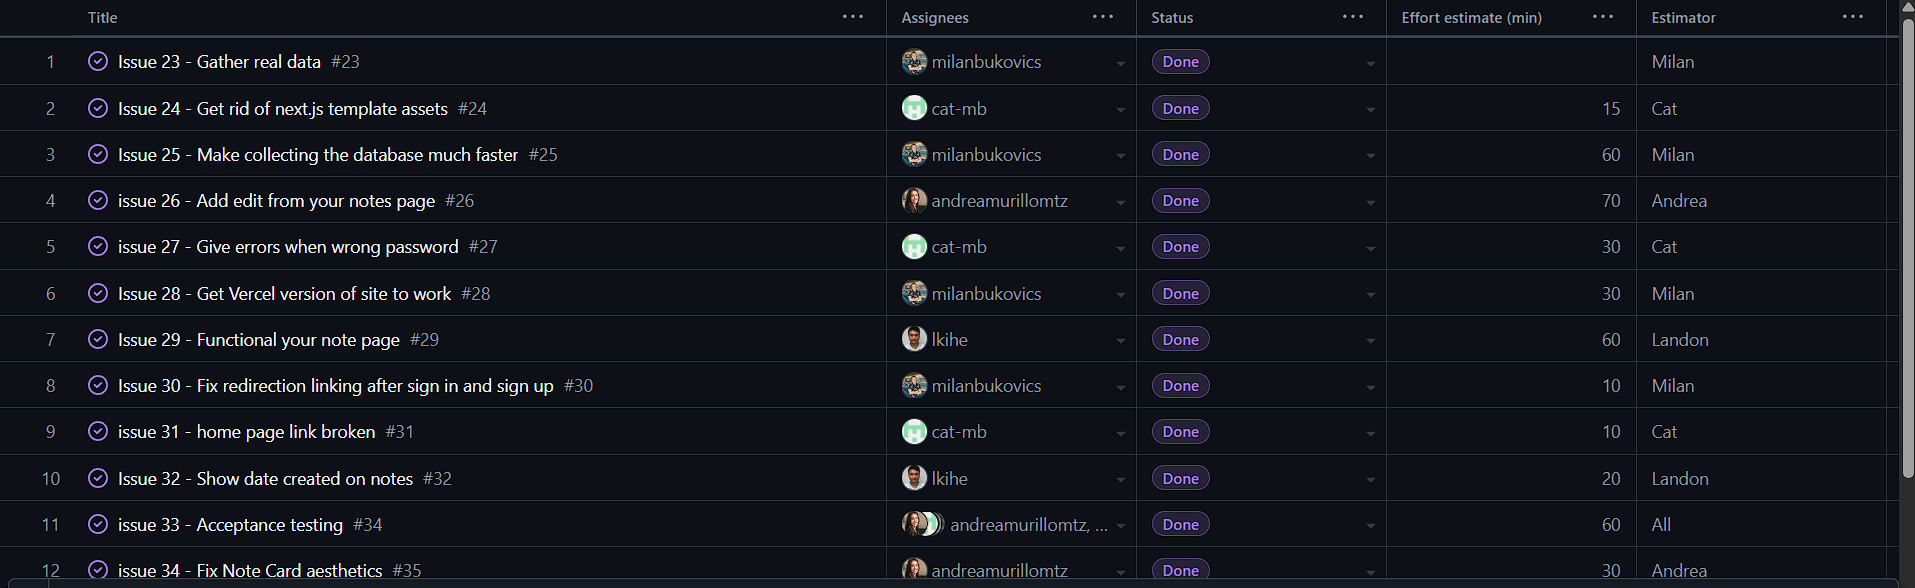 Title ... Assignees ... Status ... Effort estimate (min) ... Estimator ...
1 Issue 23 - Gather real data #23 milanbukovics Done Milan
2 Issue 24 - Get rid of next.js template assets #24 cat-mb Done 15 Cat
3 Issue 25 - Make collecting the database much faster #25 milanbukovics Done 60 Milan
4 issue 26 - Add edit from your notes page #26 andreamurillomtz Done 70 Andrea
5 issue 27 - Give errors when wrong password #27 cat-mb Done 30 Cat
6 Issue 28 - Get Vercel version of site to work #28 milanbukovics Done 30 Milan
7 Issue 29 - Functional your note page #29 lkihe Done 60 Landon
8 Issue 30 - Fix redirection linking after sign in and sign up #30 milanbukovics Done 10 Milan
9 issue 31 - home page link broken #31 cat-mb Done 10 Cat
10 Issue 32 - Show date created on notes #32 lkihe Done 20 Landon
11 issue 33 - Acceptance testing #34 andreamurillomtz, ... Done 60 All
12 issue 34 - Fix Note Card aesthetics #35 andreamurillomtz Done 30 Andrea